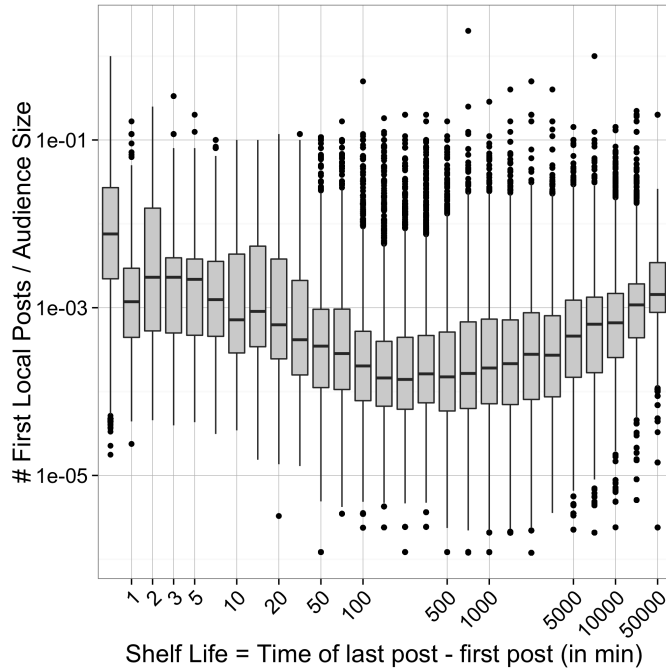 # First Local Posts / Audience Size
1e-01
1e-03
1e-05
1
2
3
5
10
20
50
100
500
1000
5000
10000
50000
Shelf Life = Time of last post - first post (in min)